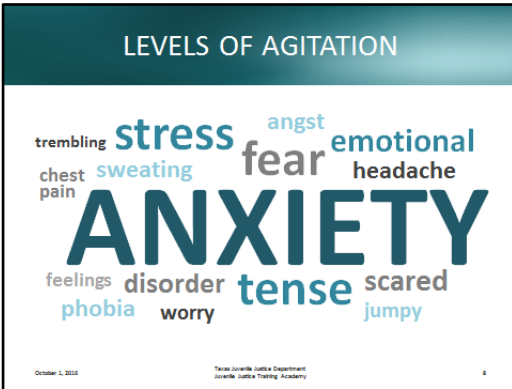 LEVELS OF AGITATION
angst
trembling stress fear emotional
chest pain sweating headache
ANXIETY
feelings disorder tense scared
phobia worry jumpy
October 1, 2016
Texas Juvenile Justice Department
Juvenile Justice Training Academy
8